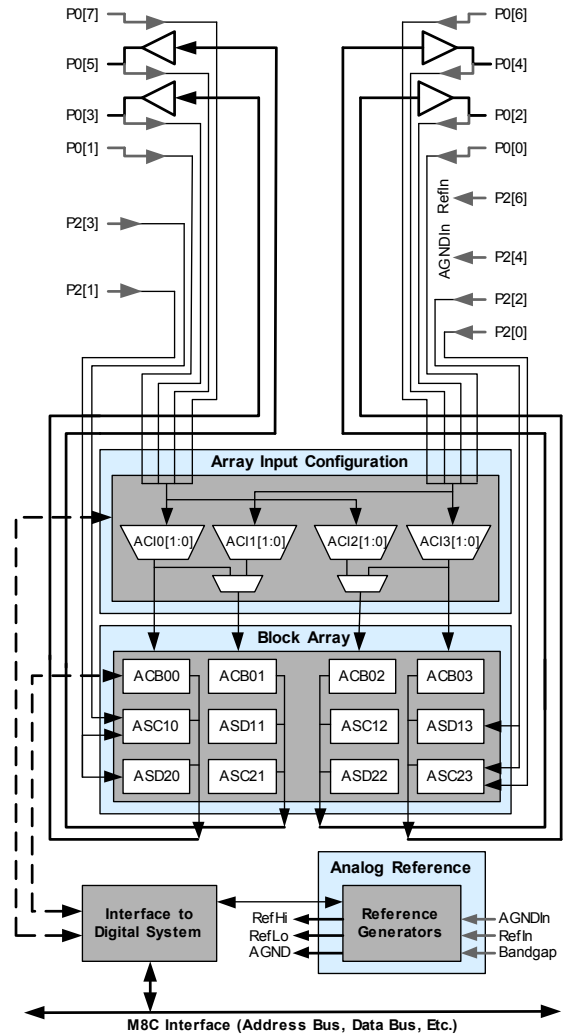 P0[7] P0[6]
P0[5] P0[4]
P0[3] P0[2]
P0[1] P0[0]
P2[6]
RefIn
P2[3]
AGNDIn
P2[4]
P2[1] P2[2]
P2[0]
Array Input Configuration
ACI0[1:0] ACI1[1:0] ACI2[1:0] ACI3[1:0]
Block Array
ACB00 ACB01 ACB02 ACB03
ASC10 ASD11 ASC12 ASD13
ASD20 ASC21 ASD22 ASC23
Analog Reference
Interface to
Digital System
RefHi
RefLo
AGND
Reference
Generators
AGNDIn
RefIn
Bandgap
M8C Interface (Address Bus, Data Bus, Etc.)